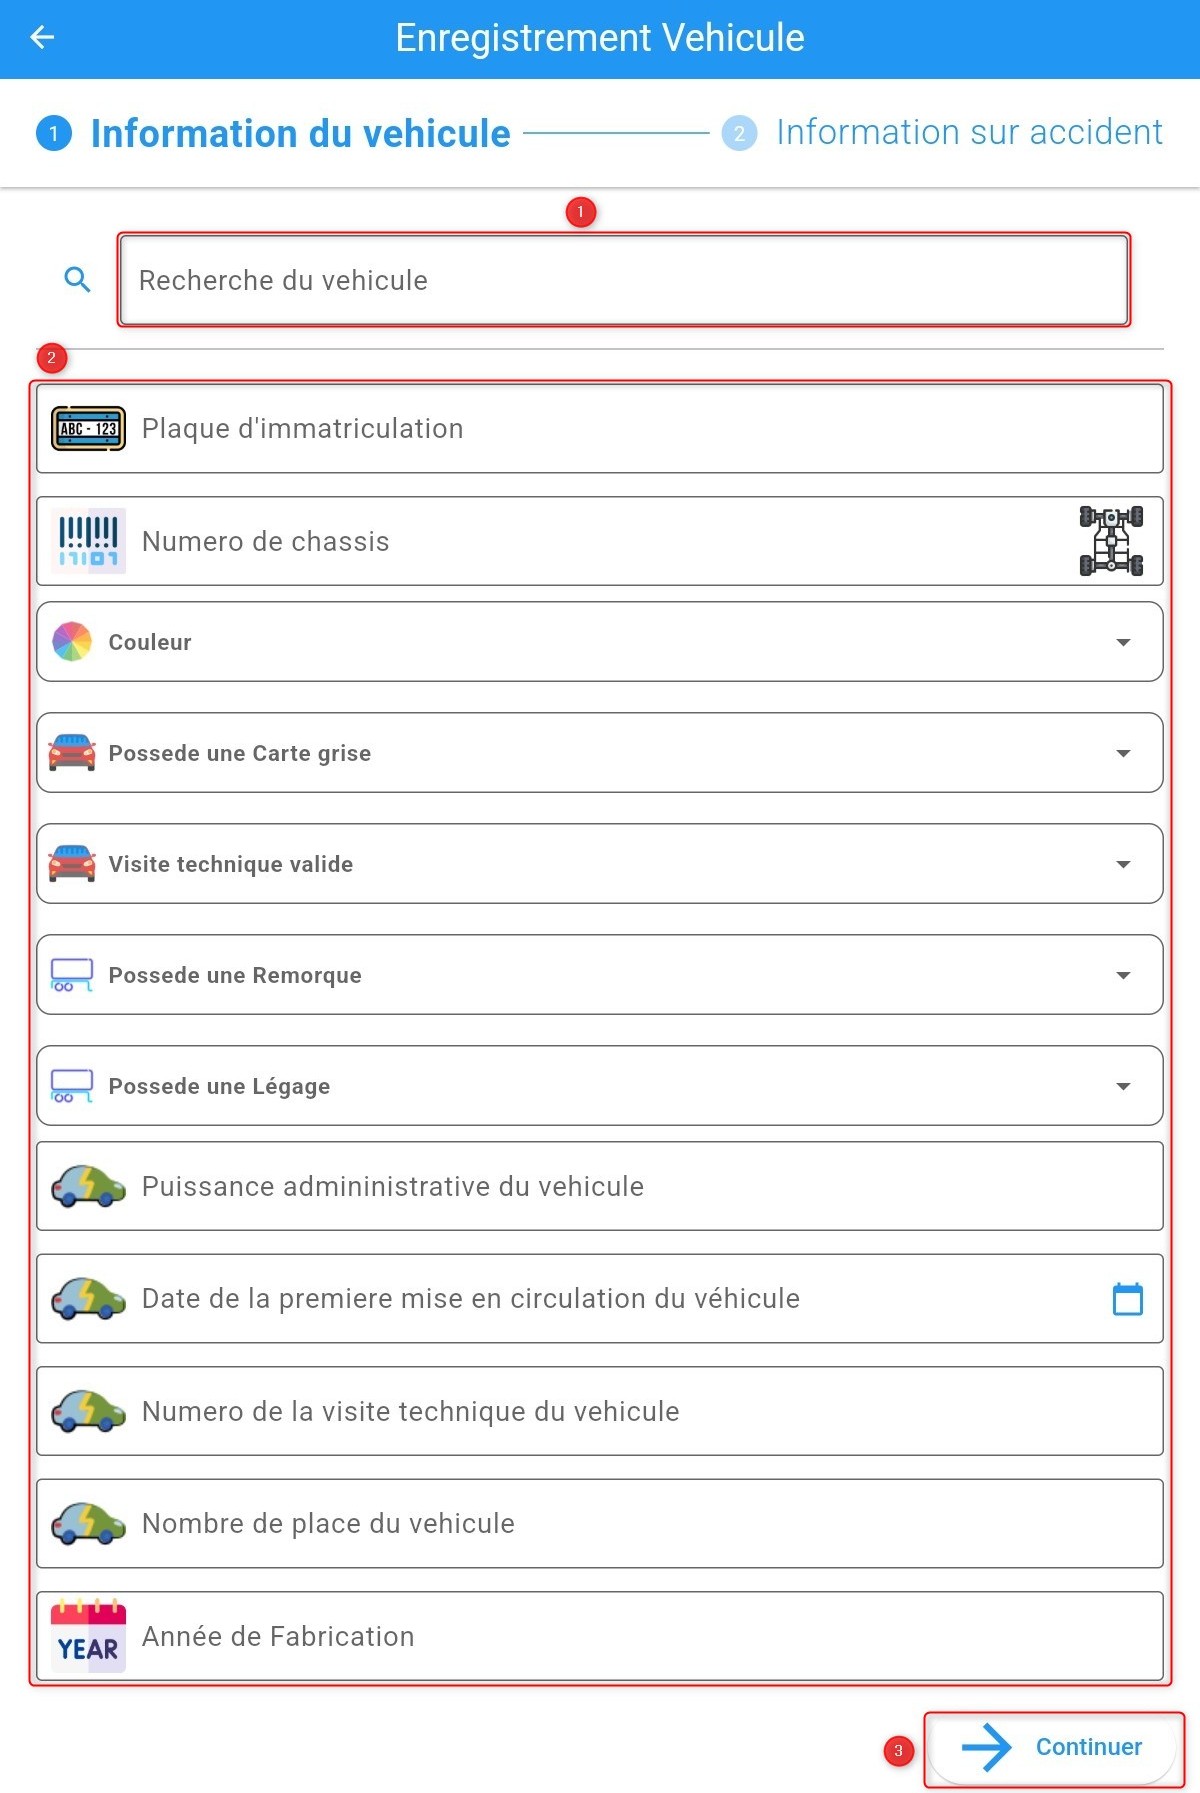 Enregistrement Vehicule
1 Information du vehicule 2 Information sur accident
1
Recherche du vehicule
2
ABC - 123 Plaque d'immatriculation
Numero de chassis
Couleur
Possede une Carte grise
Visite technique valide
Possede une Remorque
Possede une Légage
Puissance admininistrative du vehicule
Date de la premiere mise en circulation du véhicule
Numero de la visite technique du vehicule
Nombre de place du vehicule
YEAR Année de Fabrication
3 Continuer